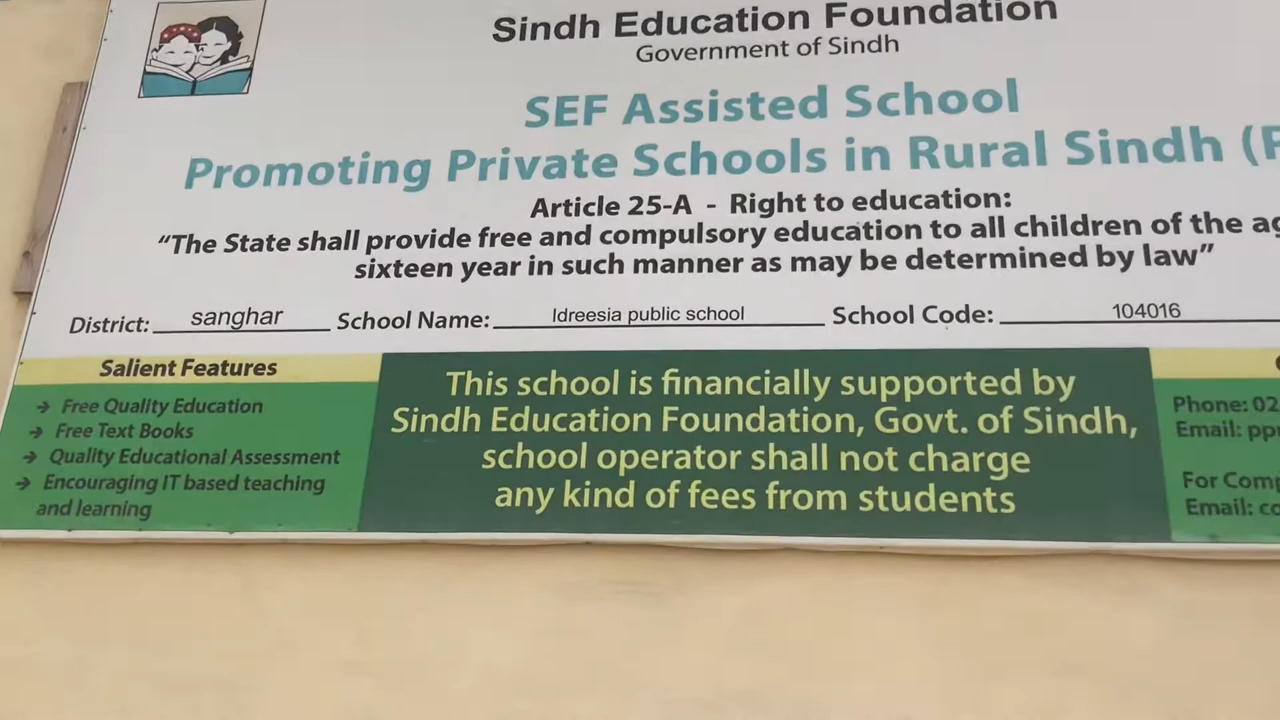 Sindh Education Foundation
Government of Sindh
SEF Assisted School
Promoting Private Schools in Rural Sindh
Article 25-A - Right to education:
“The State shall provide free and compulsory education to all children of the
sixteen year in such manner as may be determined by law”
District: sanghar School Name: Idreesia public school School Code: 104016
Salient Features
→ Free Quality Education
→ Free Text Books
→ Quality Educational Assessment
→ Encouraging IT based teaching
and learning
This school is financially supported by
Sindh Education Foundation, Govt. of Sindh,
school operator shall not charge
any kind of fees from students
Phone: 02
Email:
For
Email: